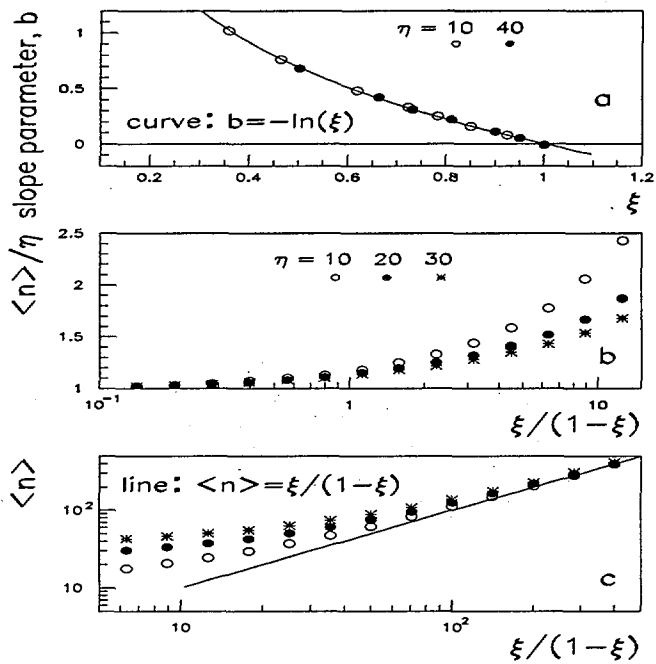 slope parameter, b
1
0.5
0
η = 10 40
a
curve: b=-ln(ξ)
0.2 0.4 0.6 0.8 1 1.2
ξ
<n>/η
2.5
2
1.5
1
η = 10 20 30
b
10⁻¹ 1 10
ξ/(1-ξ)
<n>
10²
10
line: <n>=ξ/(1-ξ)
c
10 10²
ξ/(1-ξ)